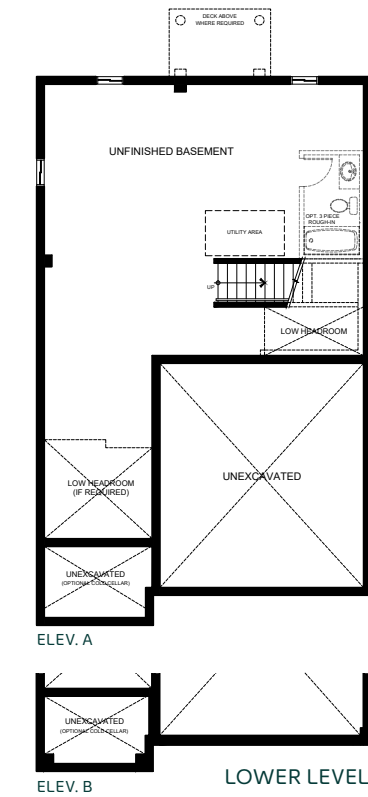 DECK ABOVE
WHERE REQUIRED
UNFINISHED BASEMENT
OPT. 3 PIECE
ROUGH-IN
UTILITY AREA
UP
LOW HEADROOM
UNEXCAVATED
LOW HEADROOM
(IF REQUIRED)
UNEXCAVATED
(OPTIONAL COLD CELLAR)
ELEV. A
UNEXCAVATED
(OPTIONAL COLD CELLAR)
ELEV. B
LOWER LEVEL